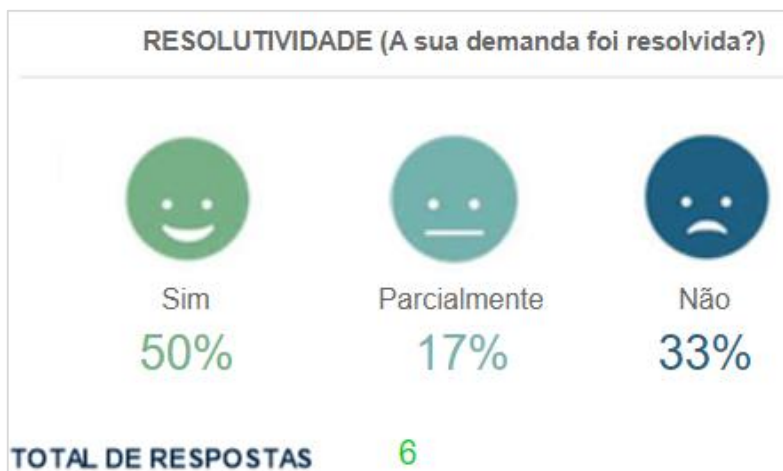 RESOLUTIVIDADE (A sua demanda foi resolvida?)
Sim Parcialmente Não
50% 17% 33%
TOTAL DE RESPOSTAS 6